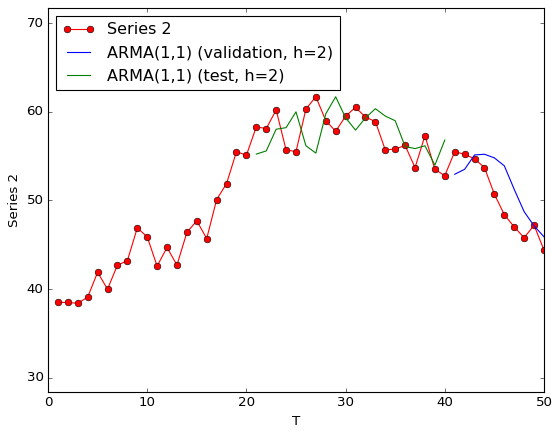 Series 2
ARMA(1,1) (validation, h=2)
ARMA(1,1) (test, h=2)
70
60
50
40
30
Series 2
0 10 20 30 40 50
T